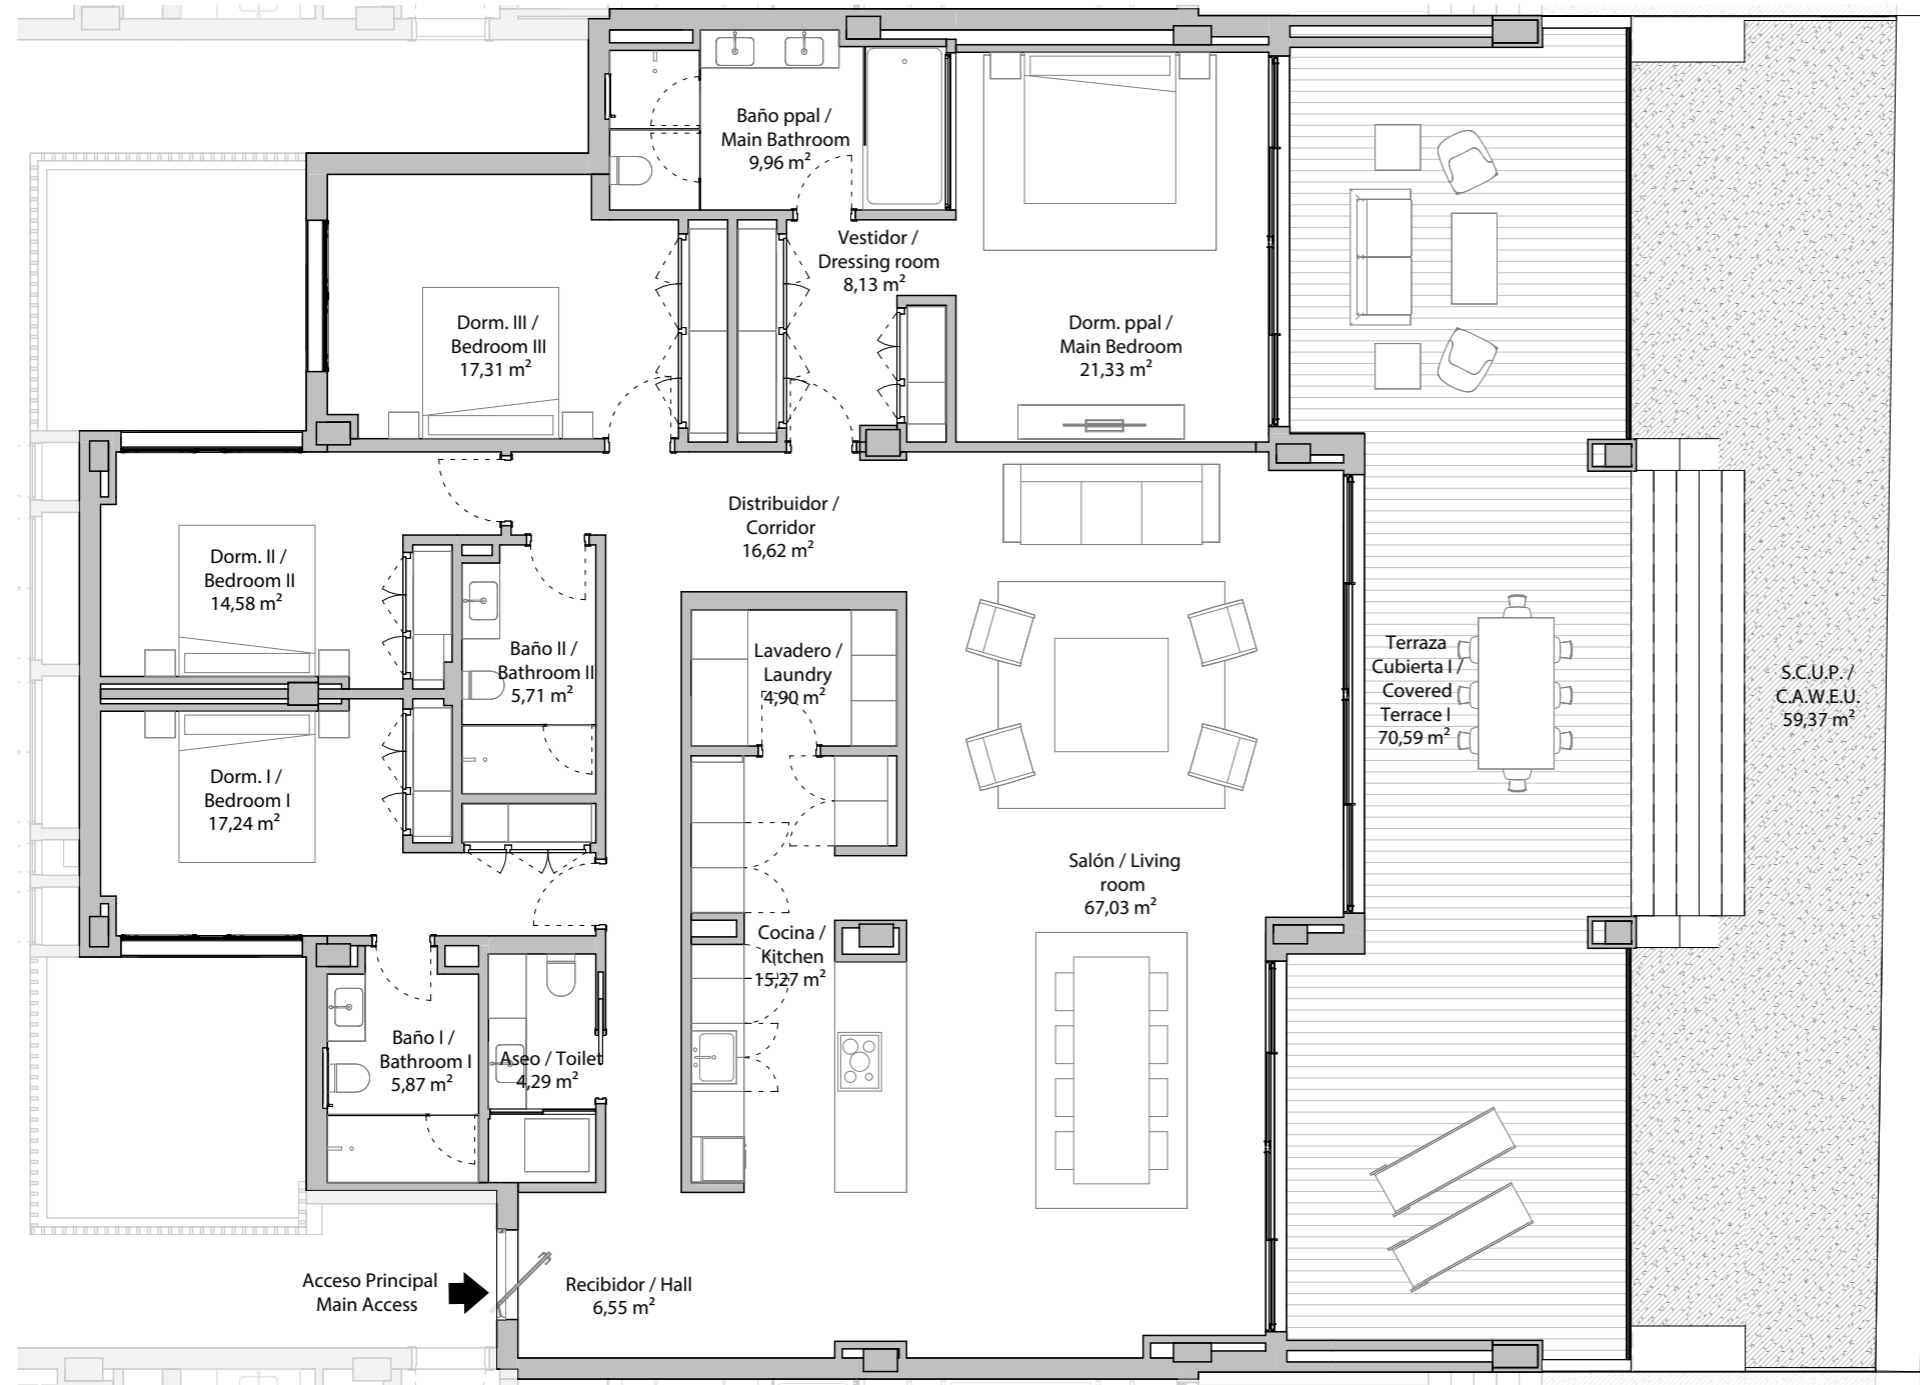 Baño ppal /
Main Bathroom
9,96 m²
Vestidor /
Dressing room
8,13 m²
Dorm. III /
Bedroom III
17,31 m²
Dorm. ppal /
Main Bedroom
21,33 m²
Distribuidor /
Corridor
16,62 m²
Dorm. II /
Bedroom II
14,58 m²
Baño II /
Bathroom II
5,71 m²
Lavadero /
Laundry
4,90 m²
Terraza
Cubierta I /
Covered
Terrace I
70,59 m²
S.C.U.P. /
C.A.W.E.U.
59,37 m²
Dorm. I /
Bedroom I
17,24 m²
Salón / Living
room
67,03 m²
Cocina /
Kitchen
15,27 m²
Baño I /
Bathroom I
5,87 m²
Aseo / Toilet
4,29 m²
Acceso Principal
Main Access
Recibidor / Hall
6,55 m²